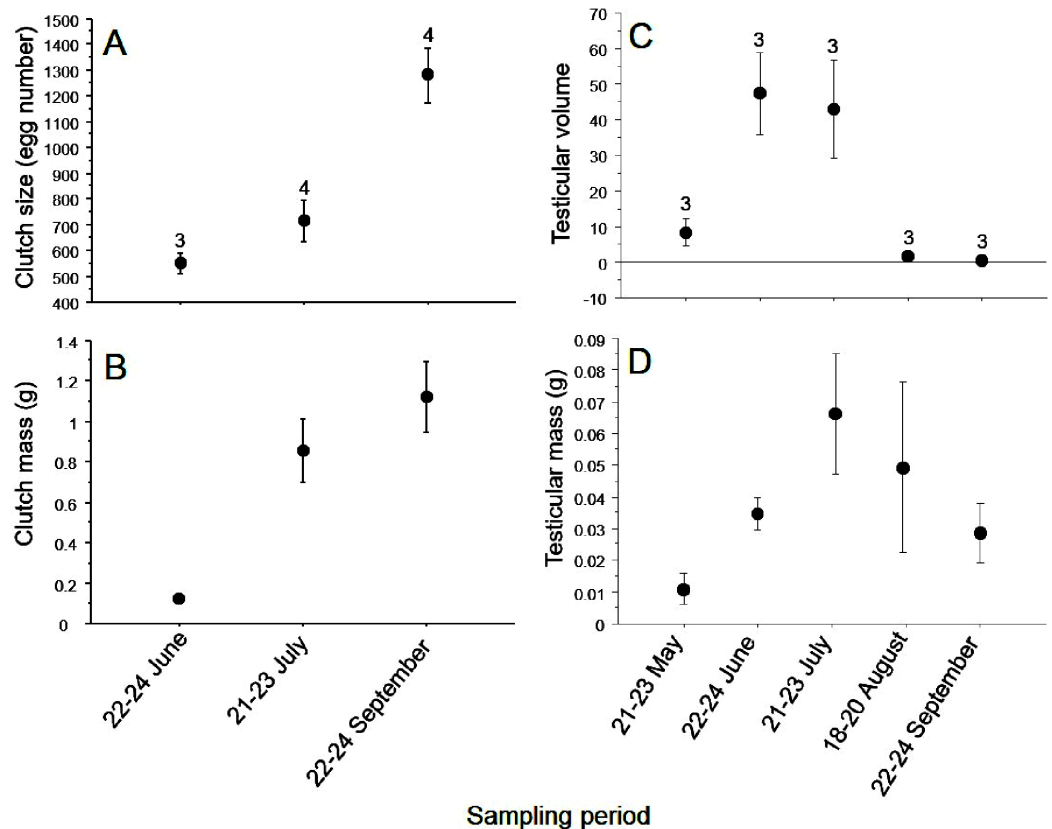 A
Clutch size (egg number)
1500
1400
1300
1200
1100
1000
900
800
700
600
500
400
3
4
4
B
Clutch mass (g)
1.4
1.2
1
0.8
0.6
0.4
0.2
0
22-24 June
21-23 July
22-24 September
C
Testicular volume
70
60
50
40
30
20
10
0
-10
3
3
3
3
3
D
Testicular mass (g)
0.09
0.08
0.07
0.06
0.05
0.04
0.03
0.02
0.01
0
21-23 May
22-24 June
21-23 July
18-20 August
22-24 September
Sampling period